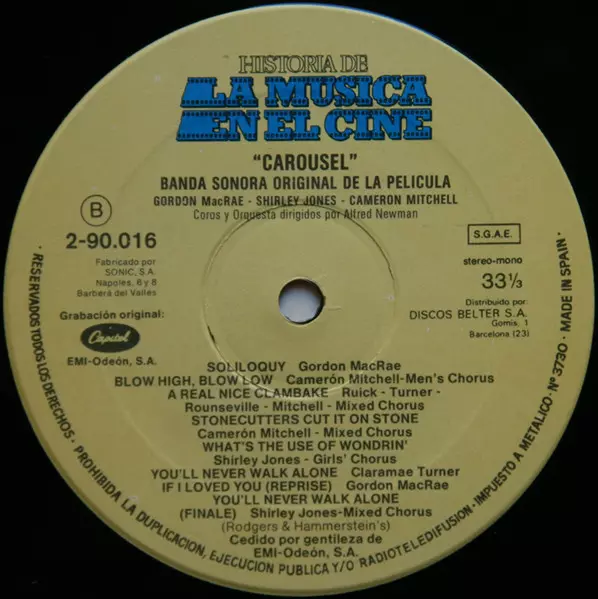 HISTORIA DE
LA MUSICA
EN EL CINE
"CAROUSEL"
BANDA SONORA ORIGINAL DE LA PELICULA
GORDON MacRAE - SHIRLEY JONES - CAMERON MITCHELL
Coros y Orquesta dirigidos por Alfred Newman
B
2-90.016
Fabricado por
SONIC, S.A.
Napoles, 6 y 8
Barberá del Valles
Grabación original:
Capitol
EMI-Odeón, S.A.
S.G.A.E.
stereo-mono
33 1/3
Distribuido por:
DISCOS BELTER S.A.
Gomis, 1
Barcelona (23)
SOLILOQUY Gordon MacRae
BLOW HIGH, BLOW LOW Camerón Mitchell-Men's Chorus
A REAL NICE CLAMBAKE Ruick - Turner -
Rounseville - Mitchell - Mixed Chorus
STONECUTTERS CUT IT ON STONE
Camerón Mitchell - Mixed Chorus
WHAT'S THE USE OF WONDRIN'
Shirley Jones - Girls' Chorus
YOU'LL NEVER WALK ALONE Claramae Turner
IF I LOVED YOU (REPRISE) Gordon MacRae
YOU'LL NEVER WALK ALONE
(FINALE) Shirley Jones-Mixed Chorus
(Rodgers & Hammerstein's)
Cedido por gentileza de
EMI-Odeón, S.A.
• RESERVADOS TODOS LOS DERECHOS • PROHIBIDA LA DUPLICACION, EJECUCION PUBLICA Y/O RADIOTELEDIFUSION • IMPUESTO A METALICO • Nº 3730 • MADE IN SPAIN •